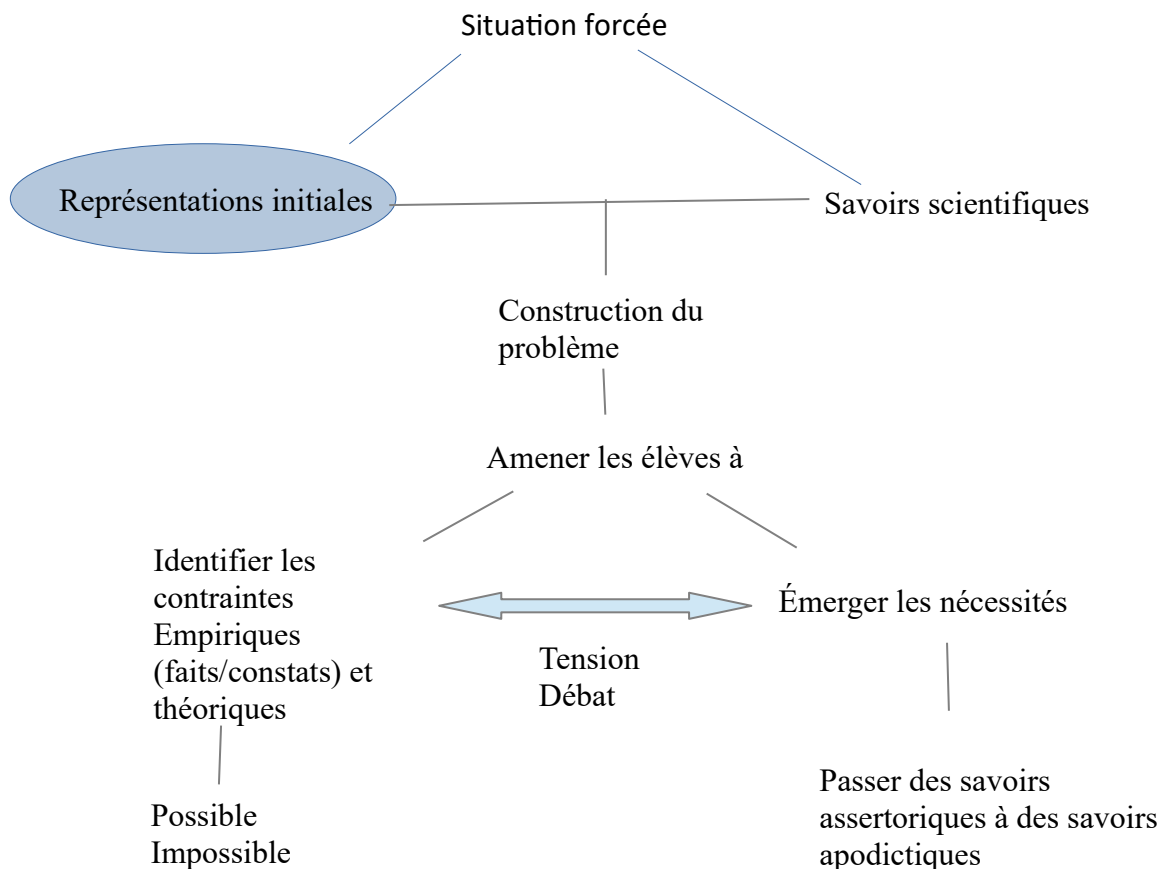 Situation forcée
Représentations initiales
Savoirs scientifiques
Construction du
problème
Amener les élèves à
Identifier les
contraintes
Empiriques
(faits/constats) et
théoriques
Tension
Débat
Émerger les nécessités
Possible
Impossible
Passer des savoirs
assertoriques à des savoirs
apodictiques